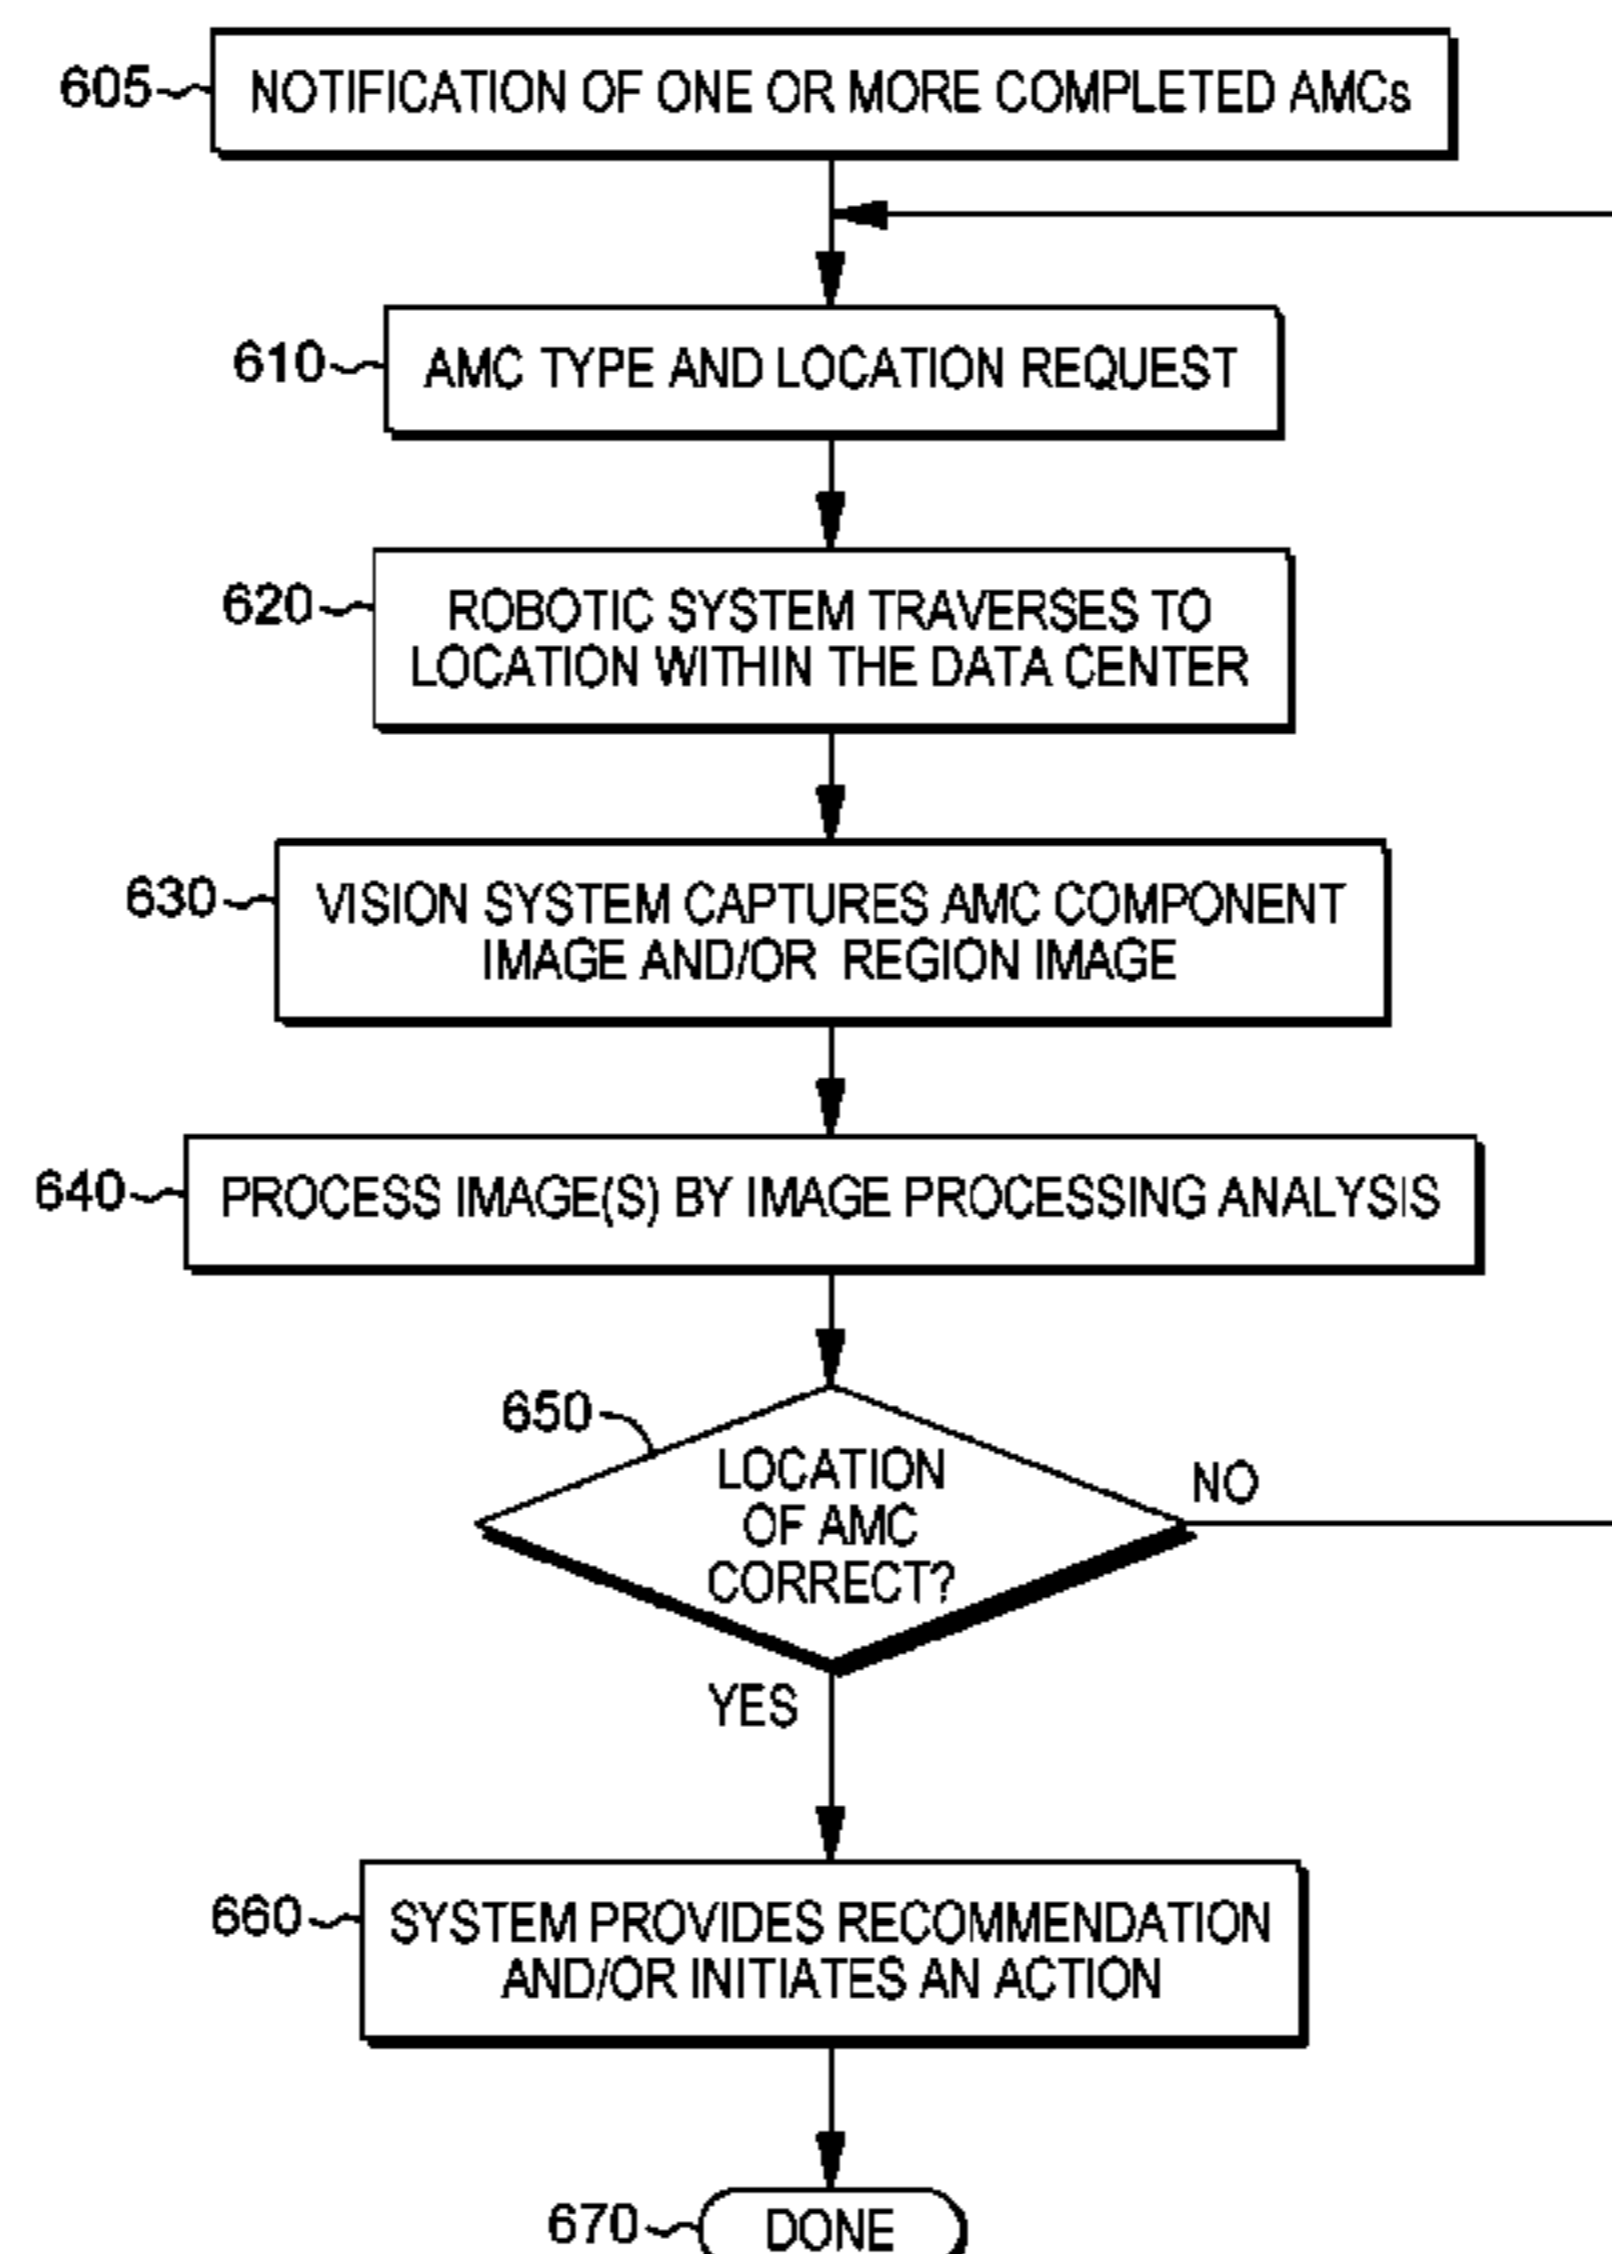 605
NOTIFICATION OF ONE OR MORE COMPLETED AMCs
610
AMC TYPE AND LOCATION REQUEST
620
ROBOTIC SYSTEM TRAVERSES TO
LOCATION WITHIN THE DATA CENTER
630
VISION SYSTEM CAPTURES AMC COMPONENT
IMAGE AND/OR REGION IMAGE
640
PROCESS IMAGE(S) BY IMAGE PROCESSING ANALYSIS
650
LOCATION
OF AMC
CORRECT?
NO
YES
660
SYSTEM PROVIDES RECOMMENDATION
AND/OR INITIATES AN ACTION
670
DONE